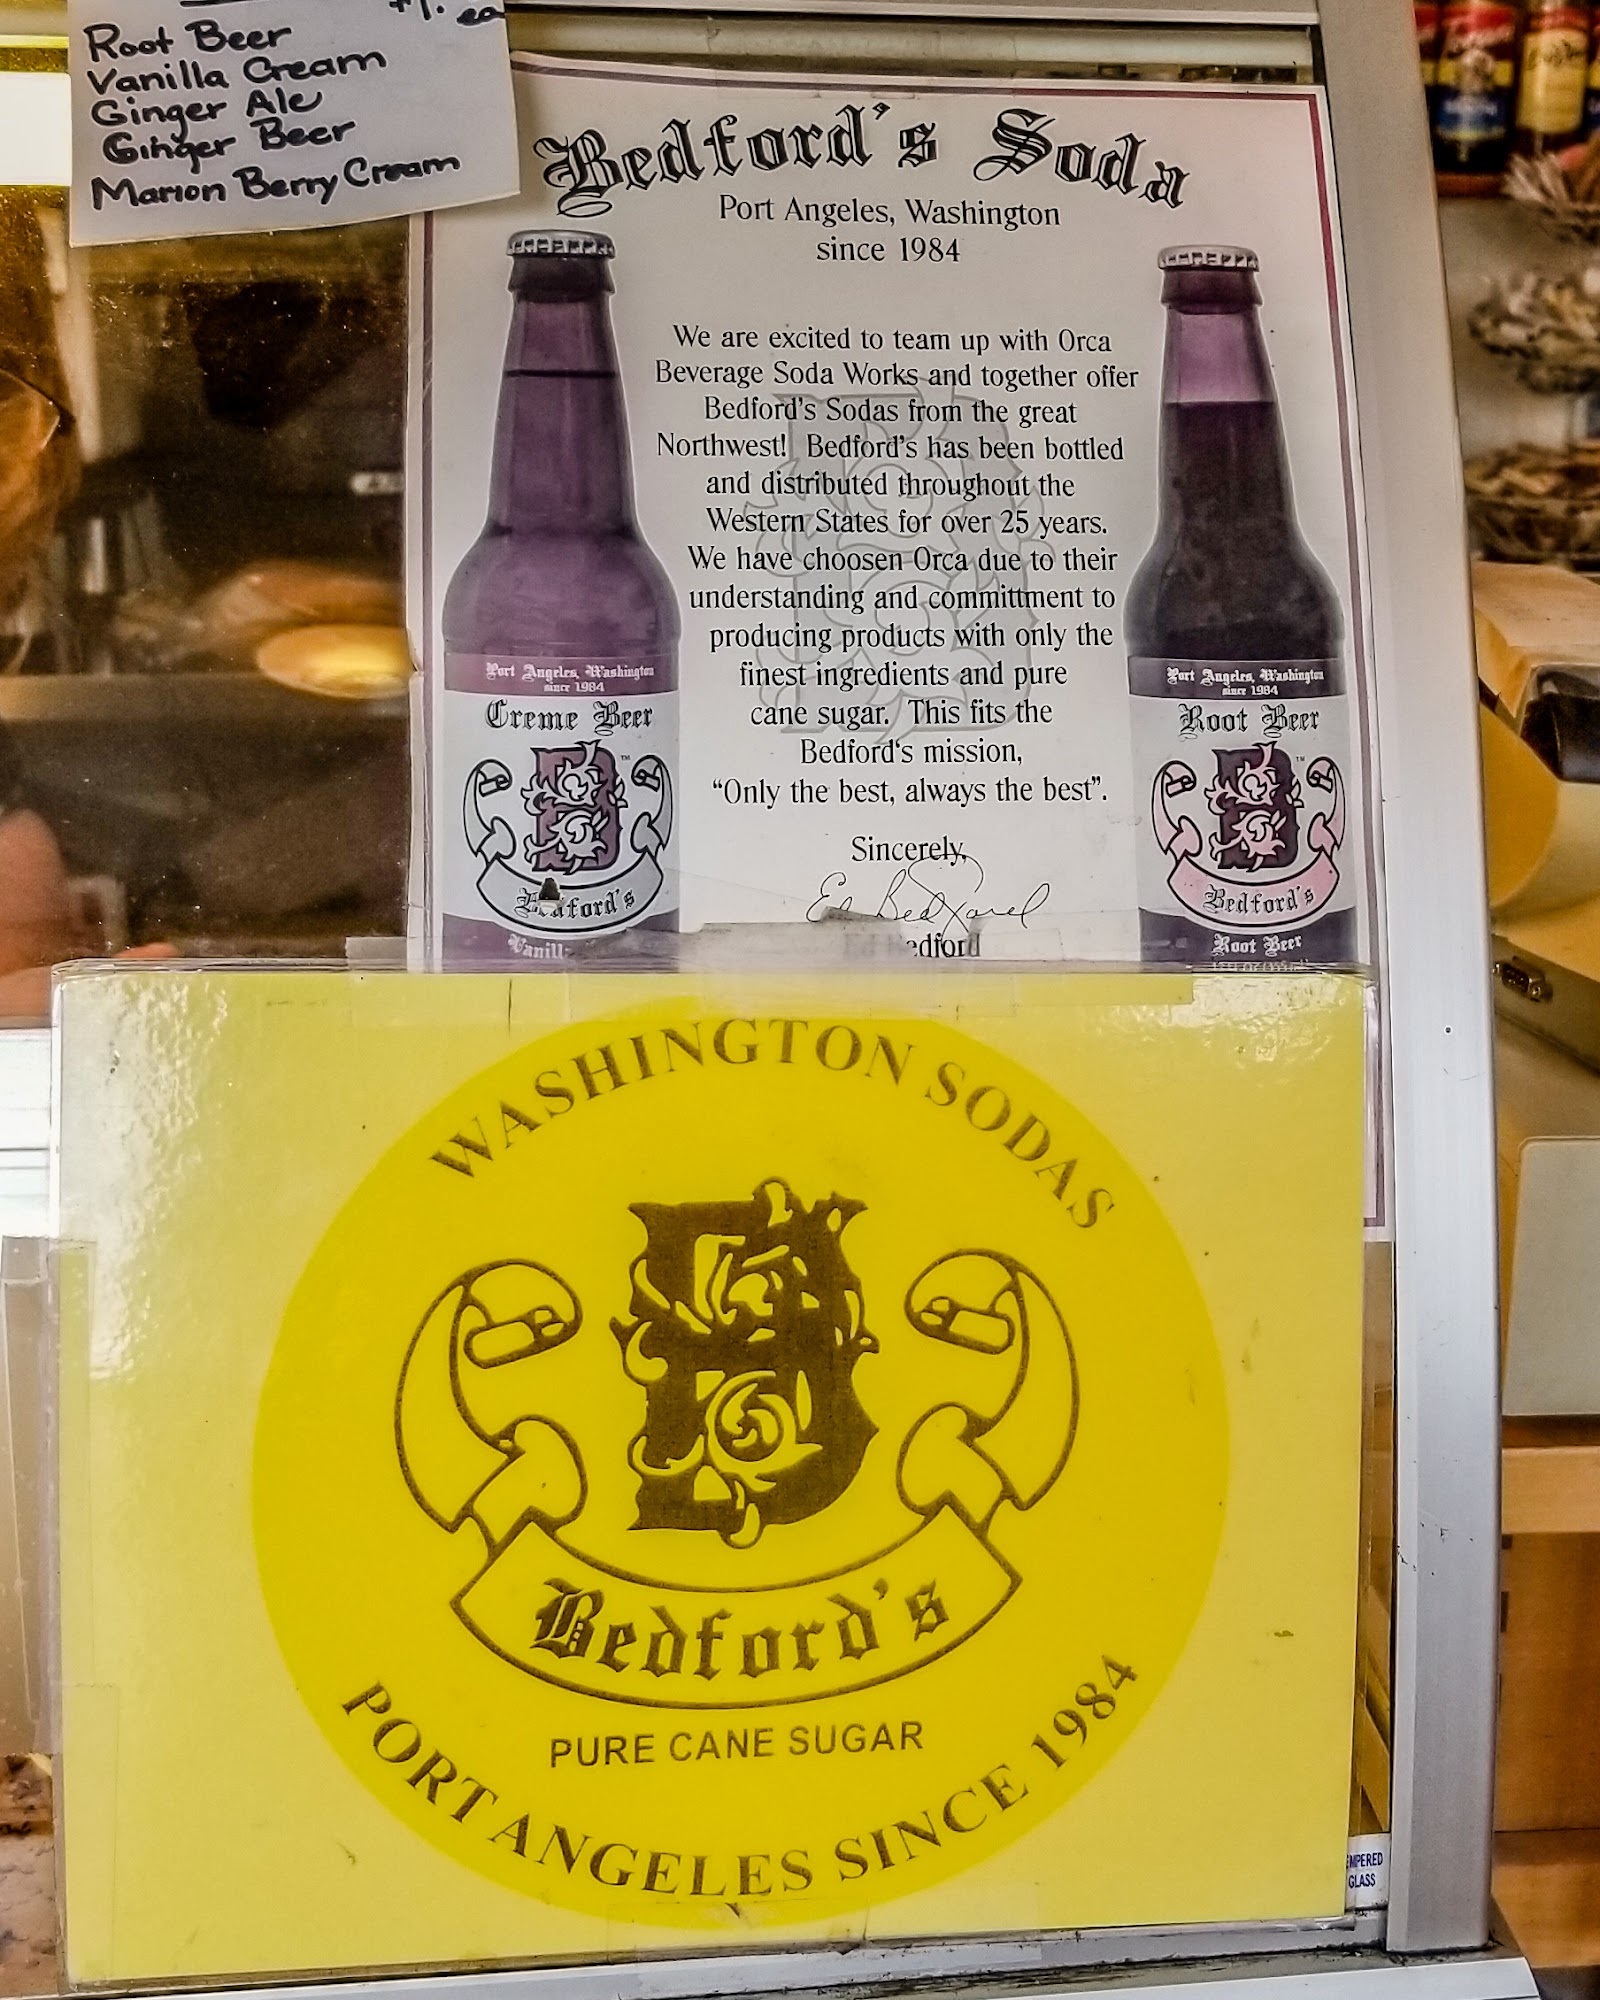 ea
Root Beer
Vanilla Cream
Ginger Ale
Ginger Beer
Marion Berry Cream
Bedford's Soda
Port Angeles, Washington
since 1984
We are excited to team up with Orca
Beverage Soda Works and together offer
Bedford's Sodas from the great
Northwest! Bedford's has been bottled
and distributed throughout the
Western States for over 25 years.
We have choosen Orca due to their
understanding and committment to
producing products with only the
finest ingredients and pure
cane sugar. This fits the
Bedford's mission,
"Only the best, always the best".
Sincerely,
Ed Bedford
Ed Bedford
Port Angeles, Washington
since 1984
Creme Beer
Bedford's
Port Angeles, Washington
since 1984
Root Beer
Bedford's
Root Beer
WASHINGTON SODAS
Bedford's
PURE CANE SUGAR
PORT ANGELES SINCE 1984
GLASS